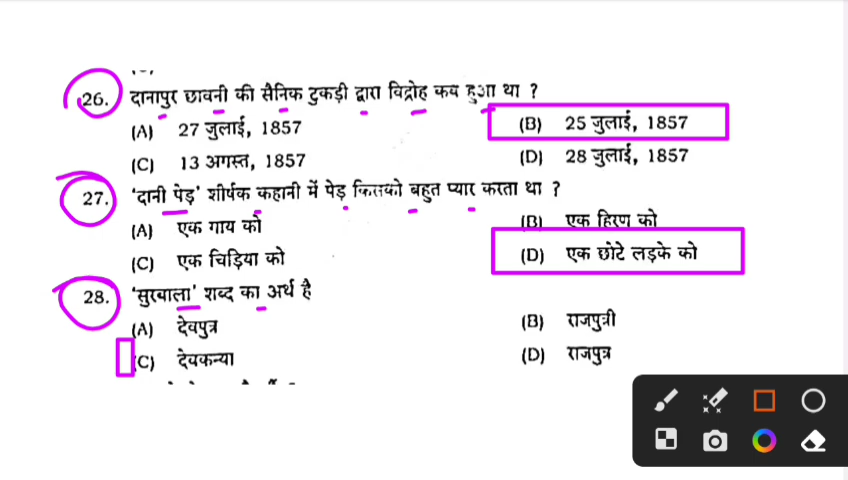 26. दानापुर छावनी की सैनिक टुकड़ी द्वारा विद्रोह कब हुआ था ?
(A) 27 जुलाई, 1857 (B) 25 जुलाई, 1857
(C) 13 अगस्त, 1857 (D) 28 जुलाई, 1857
27. 'दानी पेड़' शीर्षक कहानी में पेड़ किसको बहुत प्यार करता था ?
(A) एक गाय को (B) एक हिरण को
(C) एक चिड़िया को (D) एक छोटे लड़के को
28. 'सुरबाला' शब्द का अर्थ है
(A) देवपुत्र (B) राजपुत्री
(C) देवकन्या (D) राजपुत्र